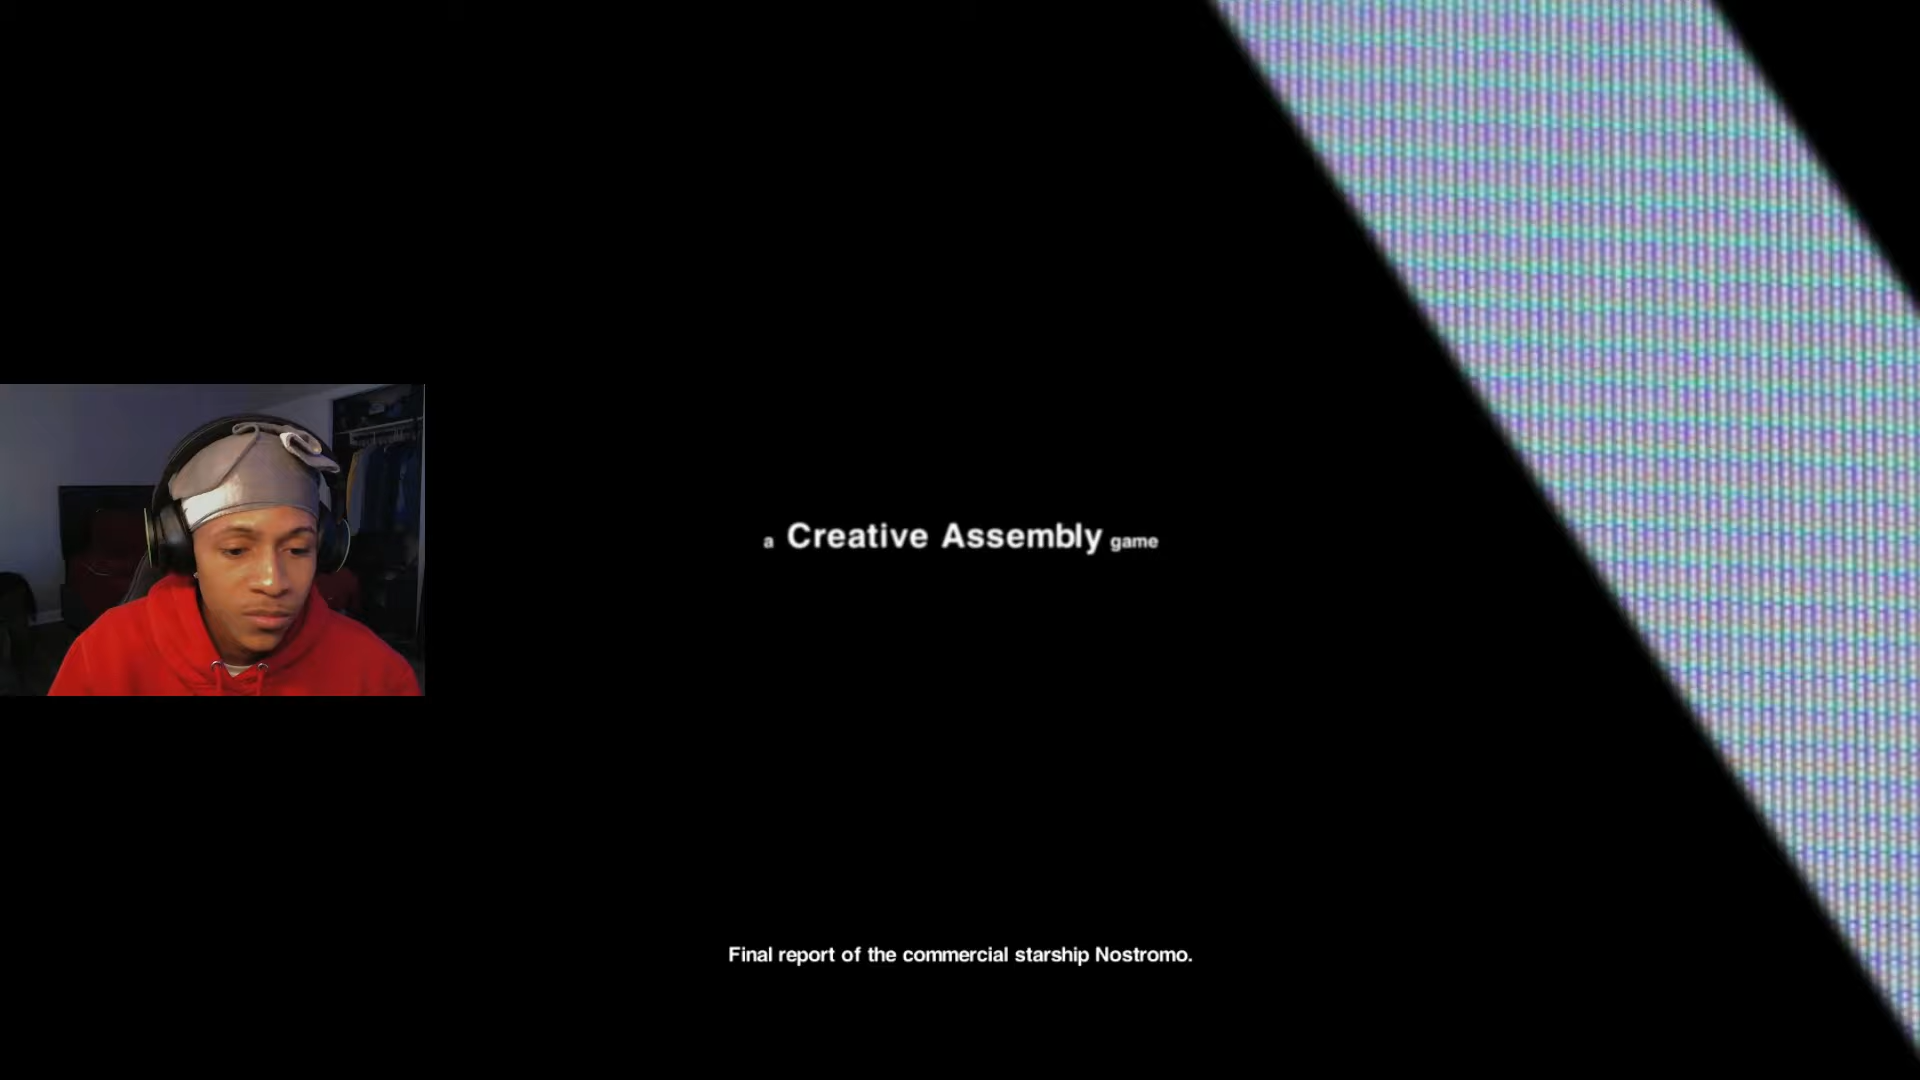 a Creative Assembly game
Final report of the commercial starship Nostromo.